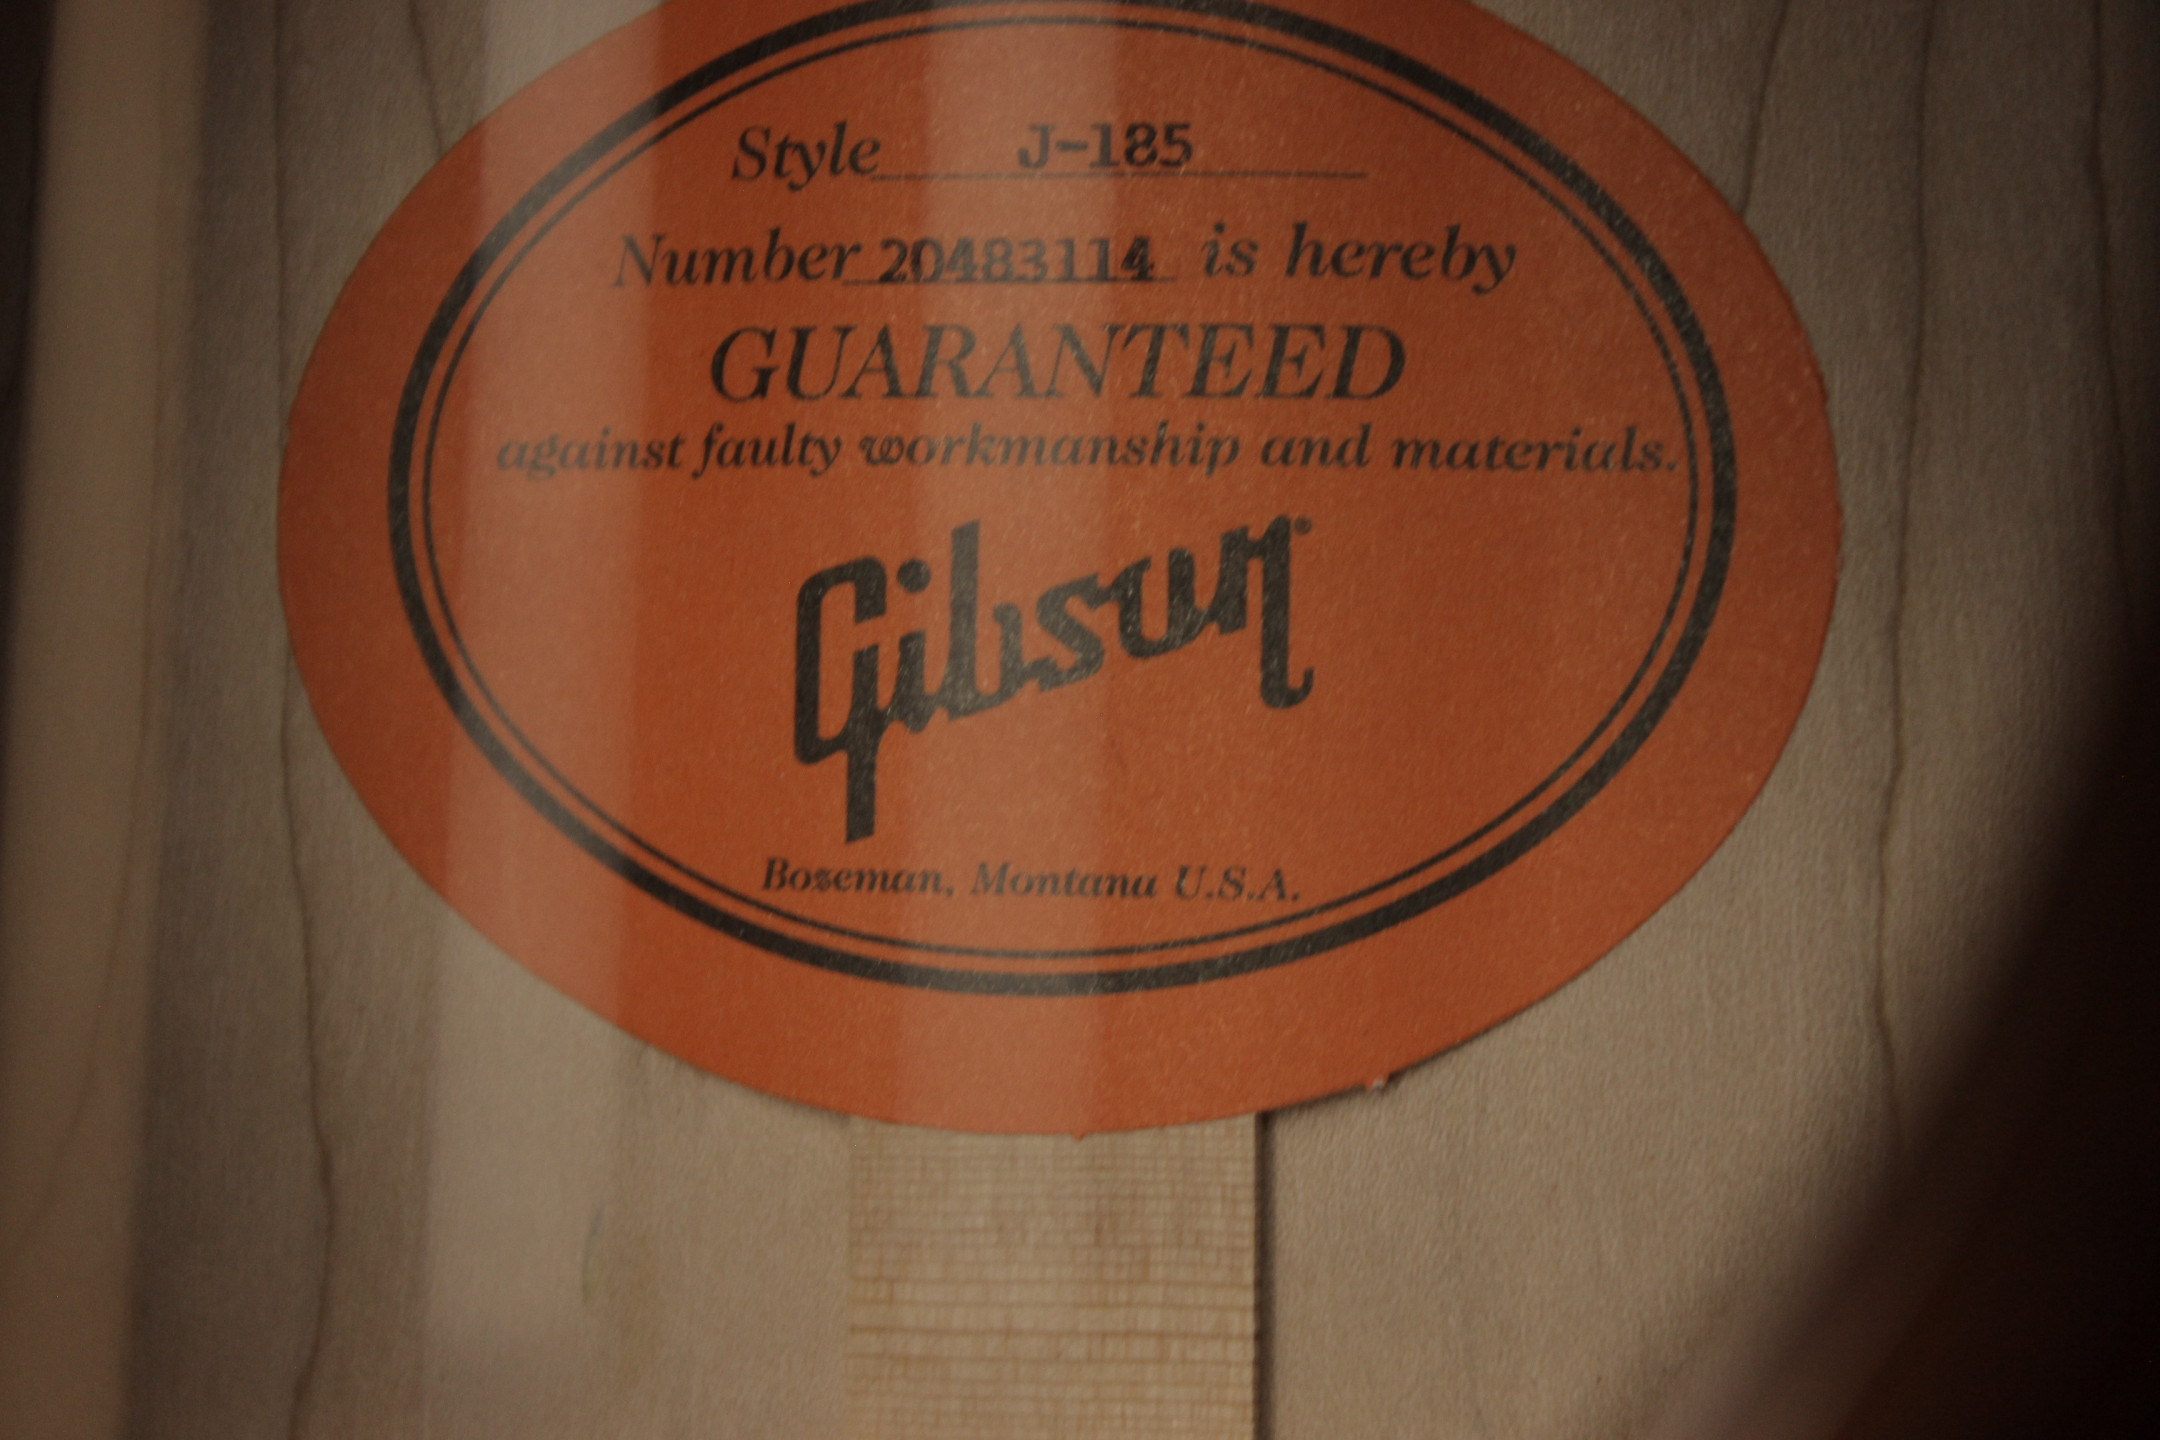 Style J-185
Number 20483114 is hereby
GUARANTEED
against faulty workmanship and materials.
Gibson®
Bozeman, Montana U.S.A.